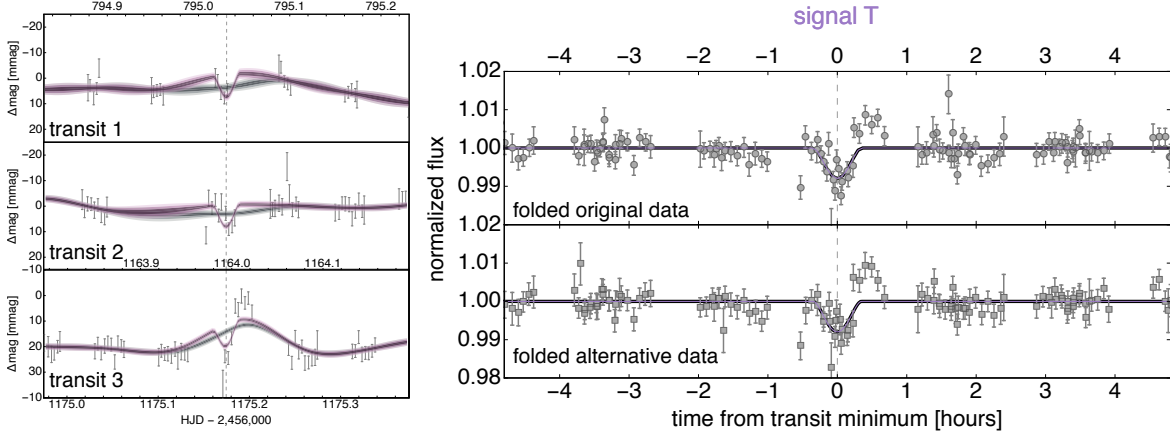 794.9 795.0 795.1 795.2
−20
−10
0
10
20
Δmag [mmag]
transit 1
−20
−10
0
10
20
Δmag [mmag]
transit 2
1163.9 1164.0 1164.1
−10
0
10
20
30
−10
Δmag [mmag]
transit 3
40
1175.0 1175.1 1175.2 1175.3
HJD − 2,456,000
signal T
−4 −3 −2 −1 0 1 2 3 4
1.02
1.01
1.00
0.99
1.02
folded original data
normalized flux
1.01
1.00
0.99
0.98
folded alternative data
−4 −3 −2 −1 0 1 2 3 4
time from transit minimum [hours]